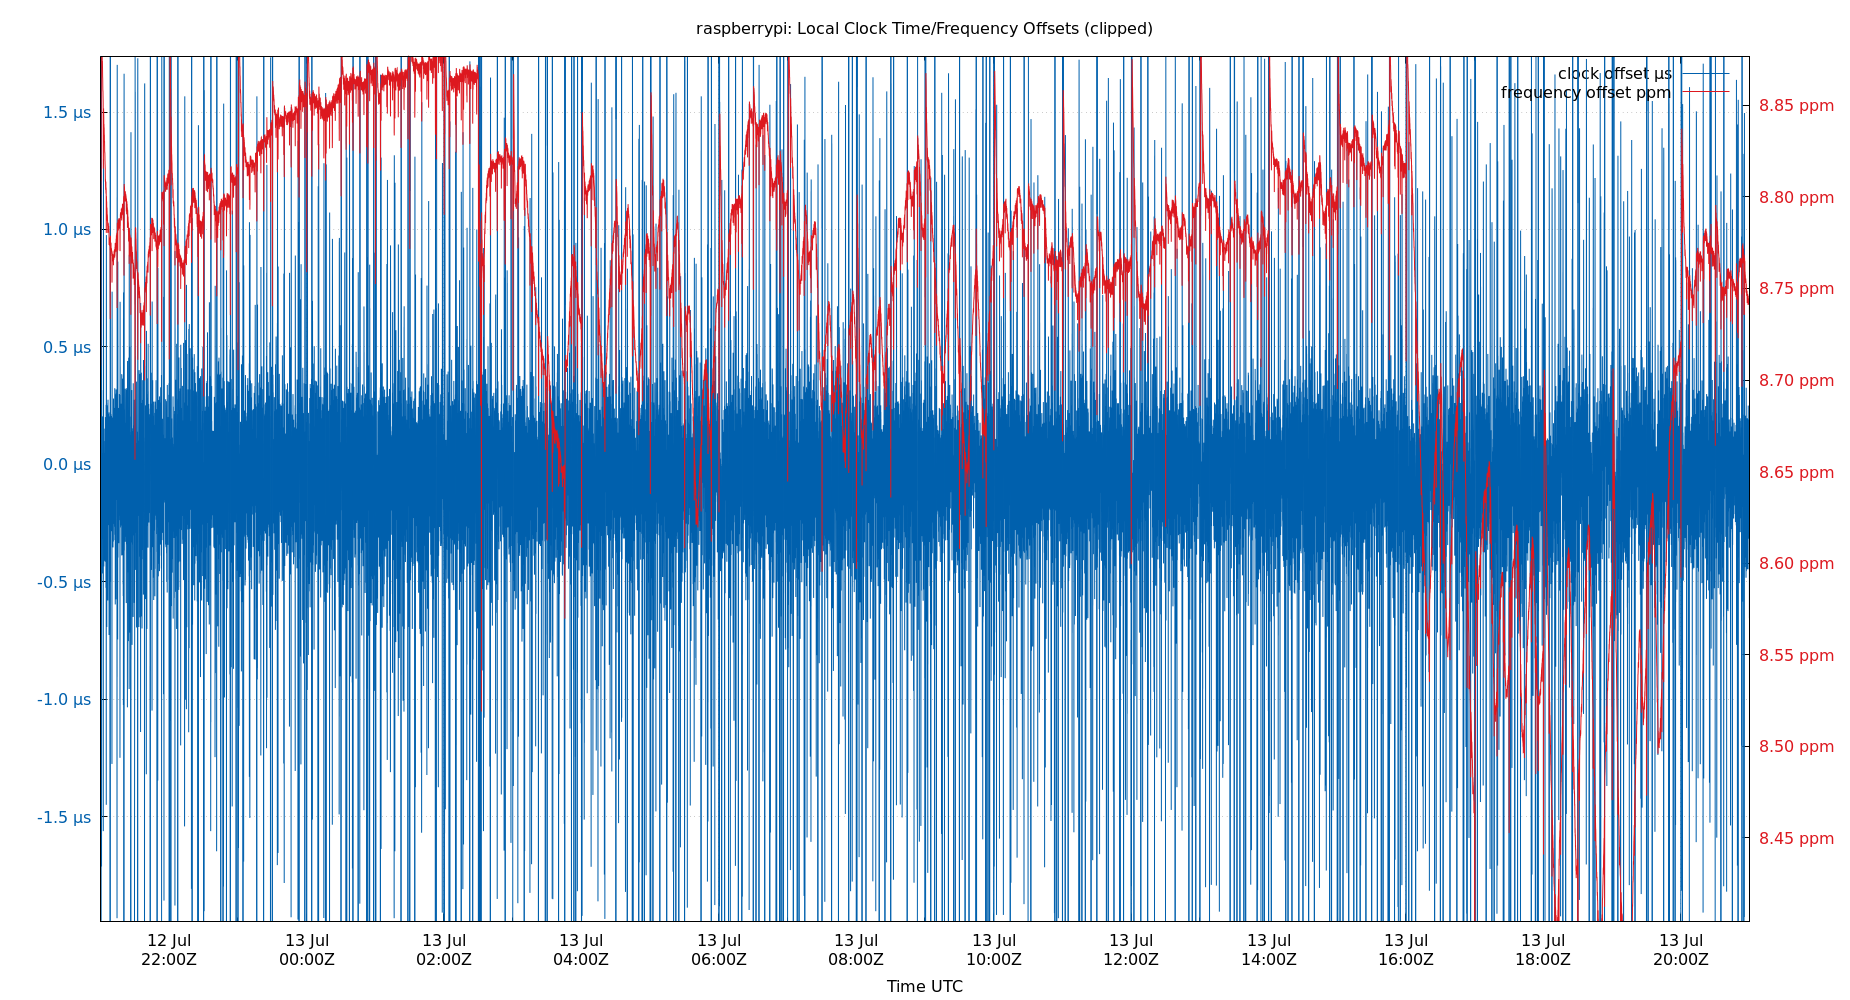 raspberrypi: Local Clock Time/Frequency Offsets (clipped)
clock offset µs
frequency offset ppm
1.5 µs
1.0 µs
0.5 µs
0.0 µs
-0.5 µs
-1.0 µs
-1.5 µs
8.85 ppm
8.80 ppm
8.75 ppm
8.70 ppm
8.65 ppm
8.60 ppm
8.55 ppm
8.50 ppm
8.45 ppm
12 Jul 13 Jul 13 Jul 13 Jul 13 Jul 13 Jul 13 Jul 13 Jul 13 Jul 13 Jul 13 Jul 13 Jul
22:00Z 00:00Z 02:00Z 04:00Z 06:00Z 08:00Z 10:00Z 12:00Z 14:00Z 16:00Z 18:00Z 20:00Z
Time UTC